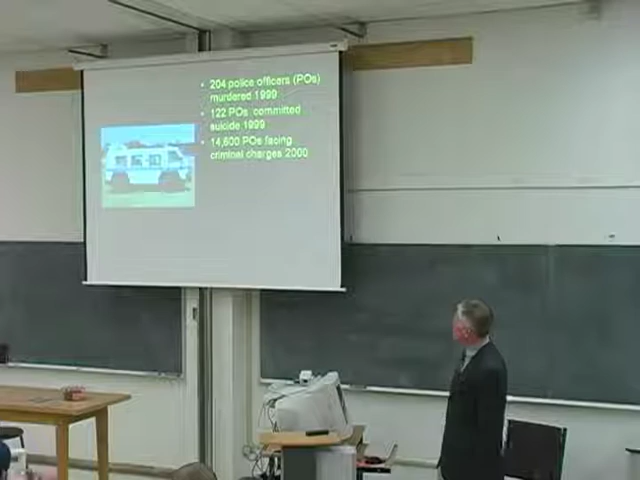 • 204 police officers (POs)
murdered 1999
• 122 POs committed
suicide 1999
• 14,600 POs facing
criminal charges 2000